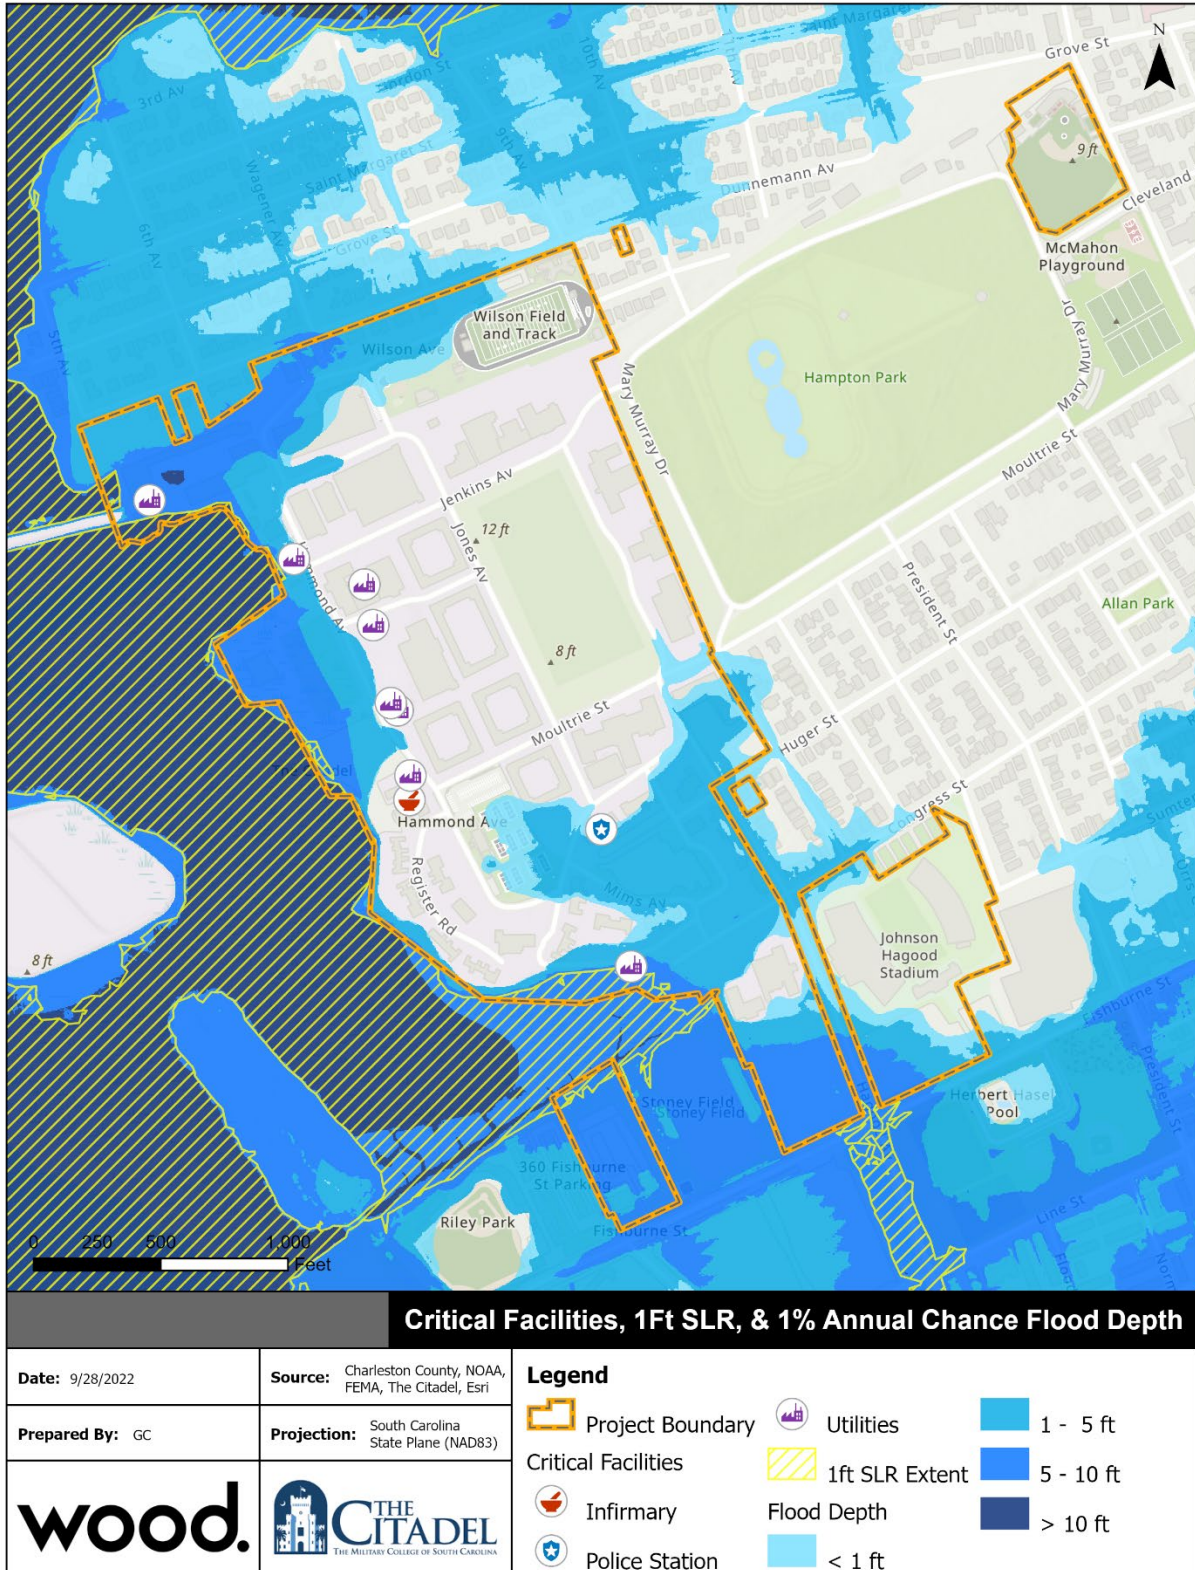 Saint Margaret St
Grove St
N
10th Av
3rd Av
9th Av
9 ft
Saint Margaret St
Wagener Av
Dunnemann Av
Cleveland
6th Av
Grove St
McMahon
Playground
5th Av
Wilson Field
and Track
Wilson Ave
Hampton Park
Mary Murray Dr
Mary Murray Dr
Moultrie St
Jenkins Av
12 ft
Jones Av
President St
Allan Park
Hammond Av
8 ft
Moultrie St
Huger St
The Citadel
Congress St
Hammond Ave
Register Rd
Mims Av
Johnson
Hagood
Stadium
8 ft
Fishburne St
President St
Herbert Hasel
Pool
Stoney Field
Stoney Field
360 Fishburne
St Parking
Riley Park
Fishburne St
Line St
0 250 500 1,000
Feet
Critical Facilities, 1Ft SLR, & 1% Annual Chance Flood Depth
Date: 9/28/2022
Source: Charleston County, NOAA,
FEMA, The Citadel, Esri
Prepared By: GC
Projection: South Carolina
State Plane (NAD83)
wood.
THE
CITADEL
THE MILITARY COLLEGE OF SOUTH CAROLINA
Legend
Project Boundary
Critical Facilities
Infirmary
Police Station
Utilities
1ft SLR Extent
Flood Depth
< 1 ft
1 - 5 ft
5 - 10 ft
> 10 ft